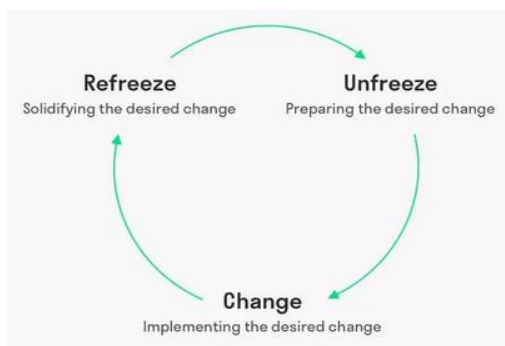 Refreeze
Solidifying the desired change
Unfreeze
Preparing the desired change
Change
Implementing the desired change